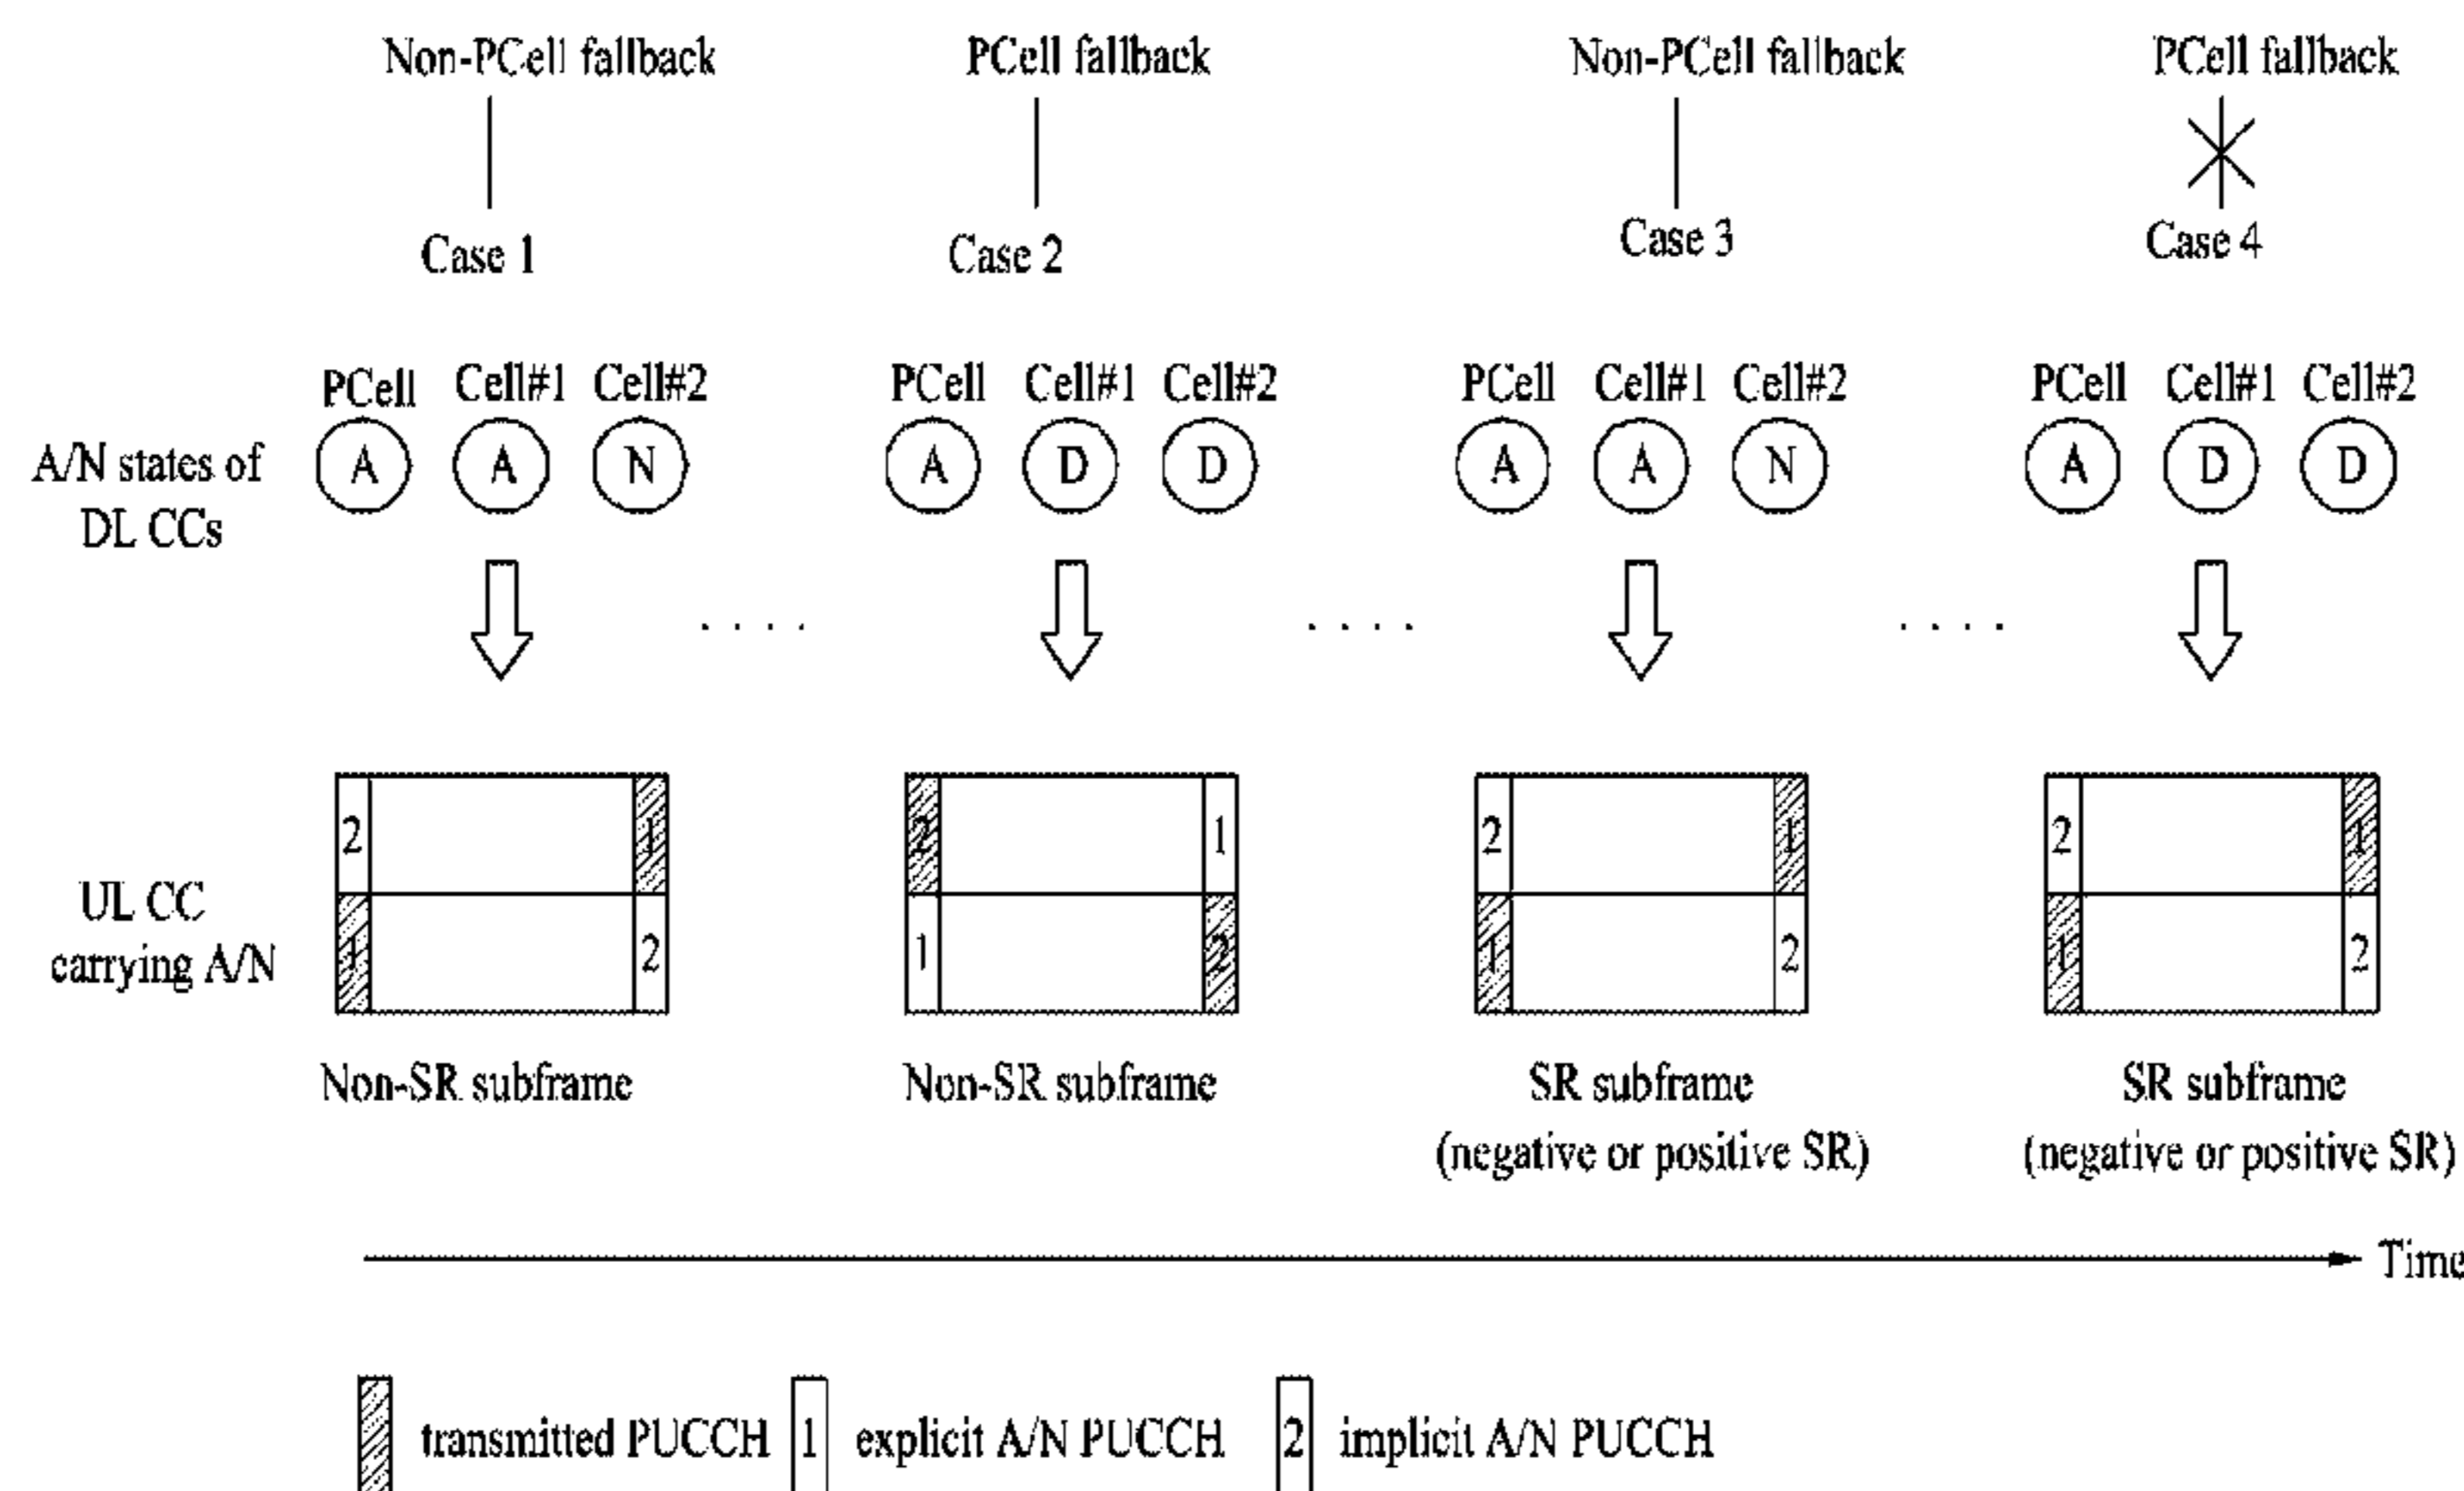 Non-PCell fallback PCell fallback Non-PCell fallback PCell fallback
Case 1 Case 2 Case 3 Case 4
PCell Cell#1 Cell#2 PCell Cell#1 Cell#2 PCell Cell#1 Cell#2 PCell Cell#1 Cell#2
A/N states of DL CCs
A A N A D D A A N A D D
. . . . . . . . . . . .
UL CC carrying A/N
2 1 2 1 2 1 2 1
1 2 1 2 1 2 1 2
Non-SR subframe Non-SR subframe SR subframe SR subframe
(negative or positive SR) (negative or positive SR)
Time
transmitted PUCCH 1 explicit A/N PUCCH 2 implicit A/N PUCCH